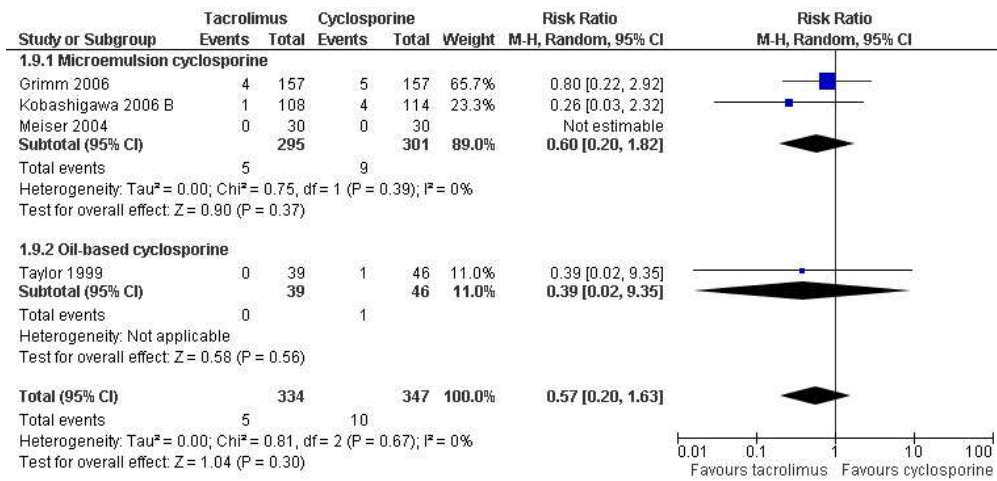 Tacrolimus Cyclosporine Risk Ratio Risk Ratio
Study or Subgroup Events Total Events Total Weight M-H, Random, 95% CI M-H, Random, 95% CI
1.9.1 Microemulsion cyclosporine
Grimm 2006 4 157 5 157 65.7% 0.80 [0.22, 2.92]
Kobashigawa 2006 B 1 108 4 114 23.3% 0.26 [0.03, 2.32]
Meiser 2004 0 30 0 30 Not estimable
Subtotal (95% CI) 295 301 89.0% 0.60 [0.20, 1.82]
Total events 5 9
Heterogeneity: Tau² = 0.00; Chi² = 0.75, df = 1 (P = 0.39); I² = 0%
Test for overall effect: Z = 0.90 (P = 0.37)
1.9.2 Oil-based cyclosporine
Taylor 1999 0 39 1 46 11.0% 0.39 [0.02, 9.35]
Subtotal (95% CI) 39 46 11.0% 0.39 [0.02, 9.35]
Total events 0 1
Heterogeneity: Not applicable
Test for overall effect: Z = 0.58 (P = 0.56)
Total (95% CI) 334 347 100.0% 0.57 [0.20, 1.63]
Total events 5 10
Heterogeneity: Tau² = 0.00; Chi² = 0.81, df = 2 (P = 0.67); I² = 0%
Test for overall effect: Z = 1.04 (P = 0.30)
0.01 0.1 1 10 100
Favours tacrolimus Favours cyclosporine